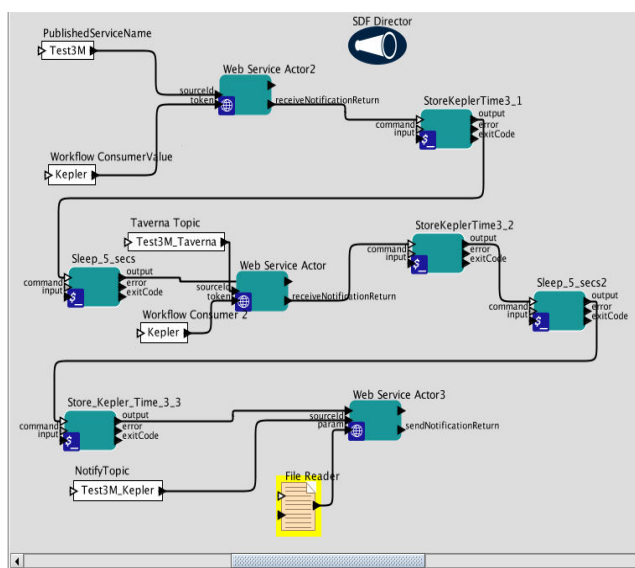 SDF Director
PublishedServiceName
Test3M
Web Service Actor2
sourceId
token
receiveNotificationReturn
StoreKeplerTime3_1
command
input
output
error
exitCode
$_
Workflow ConsumerValue
Kepler
Taverna Topic
Test3M_Taverna
StoreKeplerTime3_2
command
input
output
error
exitCode
$_
Sleep_5_secs
command
input
output
error
exitCode
$_
Web Service Actor
sourceId
token
receiveNotificationReturn
Sleep_5_secs2
command
input
output
error
exitCode
$_
Workflow Consumer 2
Kepler
Store_Kepler_Time_3_3
command
input
output
error
exitCode
$_
Web Service Actor3
sourceId
param
sendNotificationReturn
NotifyTopic
Test3M_Kepler
File Reader